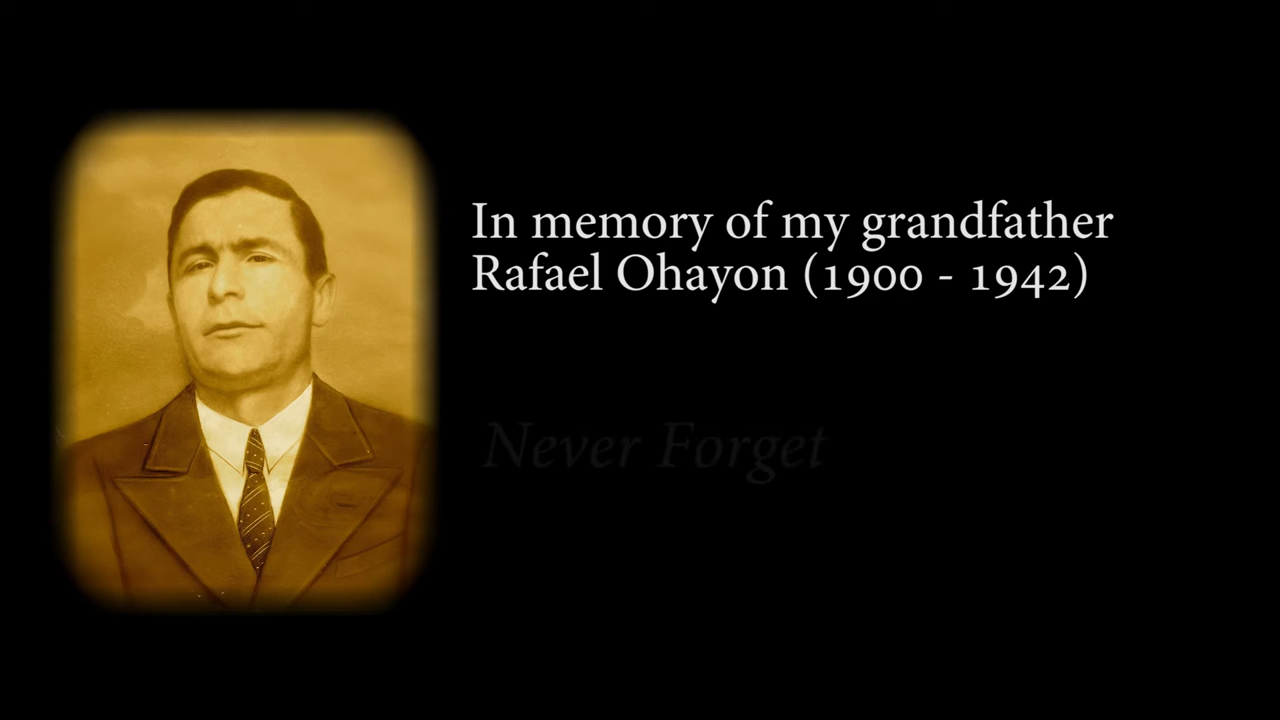 In memory of my grandfather
Rafael Ohayon (1900 - 1942)
Never Forget